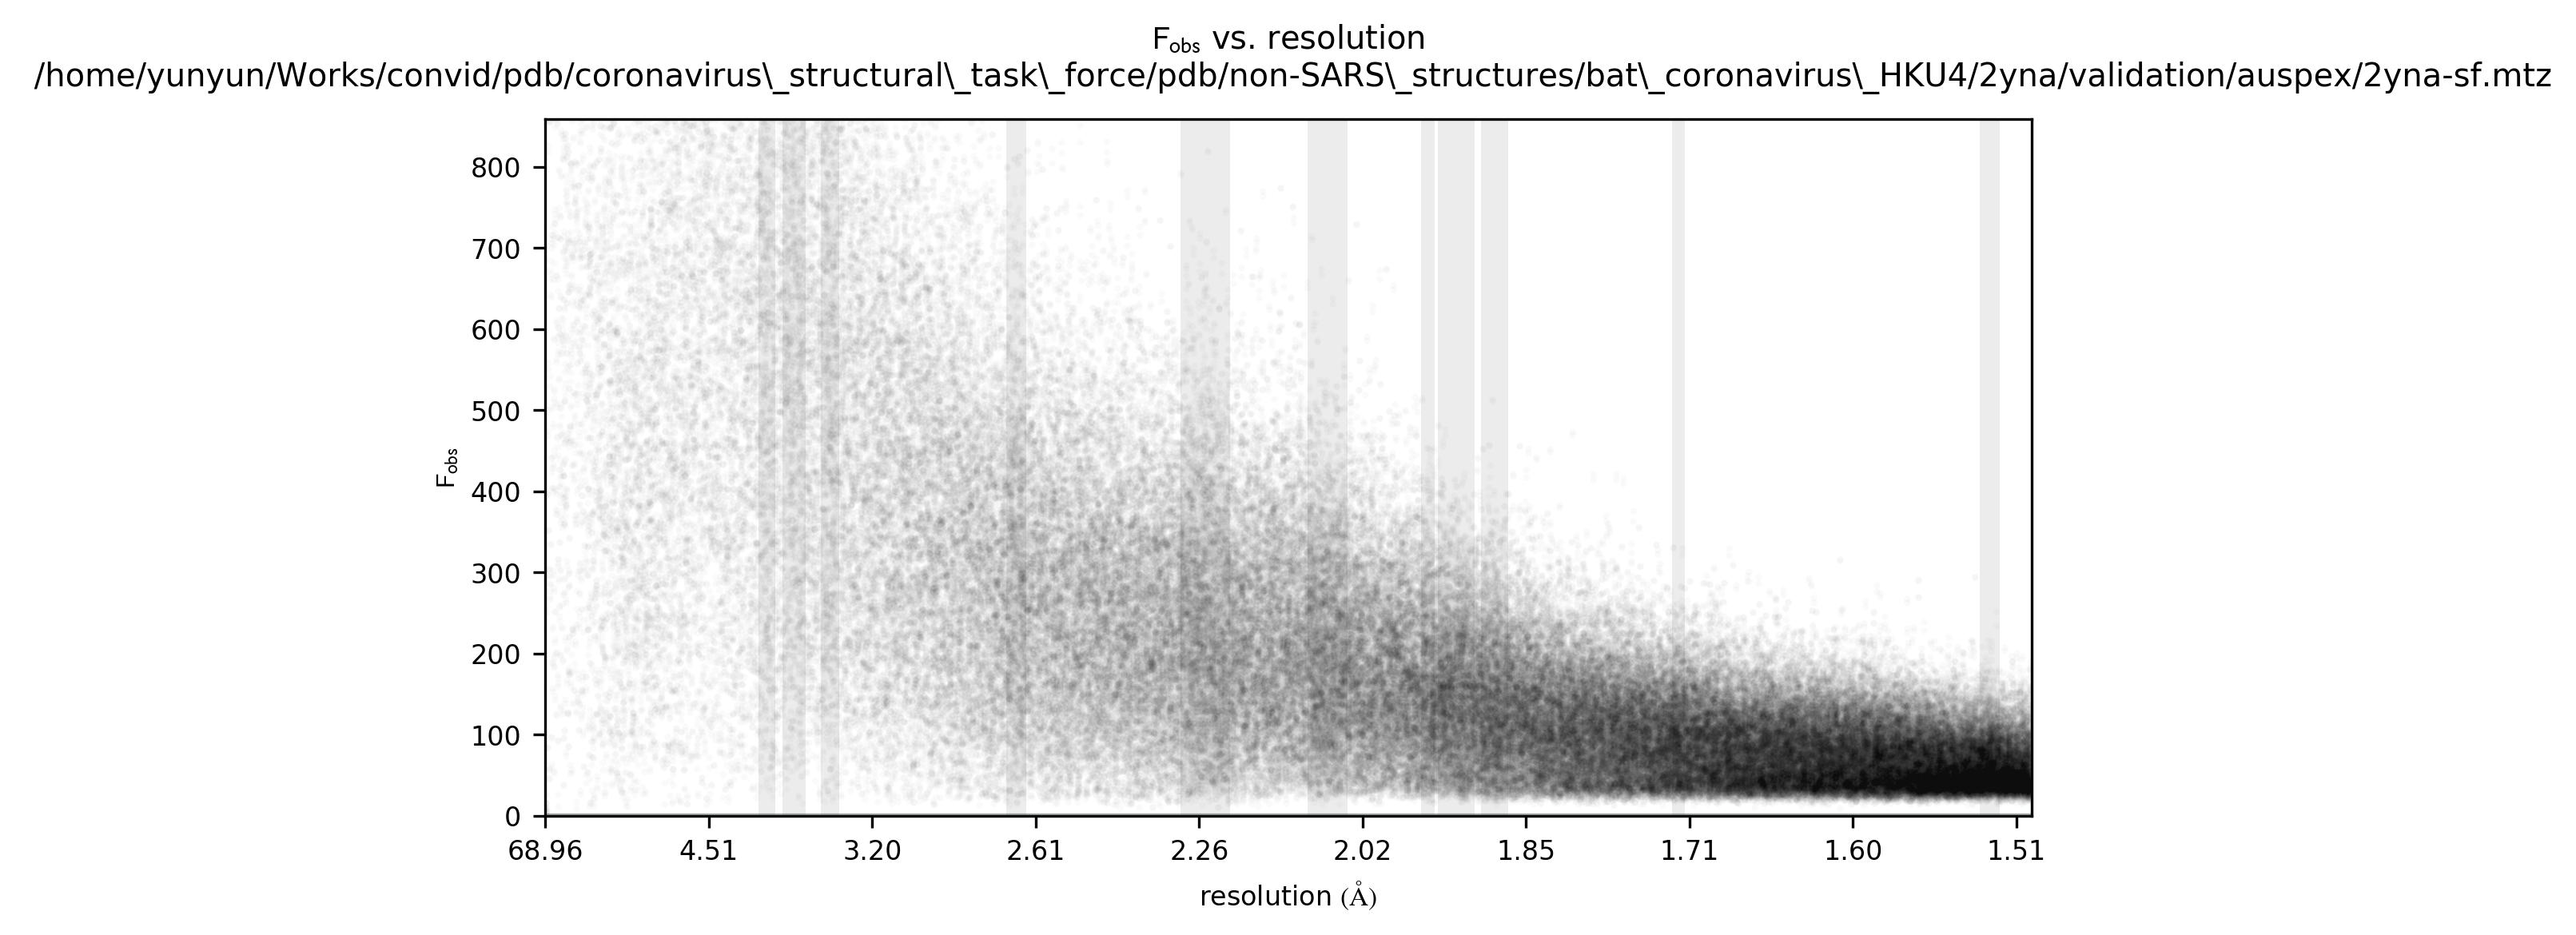 F_obs vs. resolution
/home/yunyun/Works/convid/pdb/coronavirus\_structural\_task\_force/pdb/non-SARS\_structures/bat\_coronavirus\_HKU4/2yna/validation/auspex/2yna-sf.mtz
F_obs
800
700
600
500
400
300
200
100
0
68.96 4.51 3.20 2.61 2.26 2.02 1.85 1.71 1.60 1.51
resolution (Å)